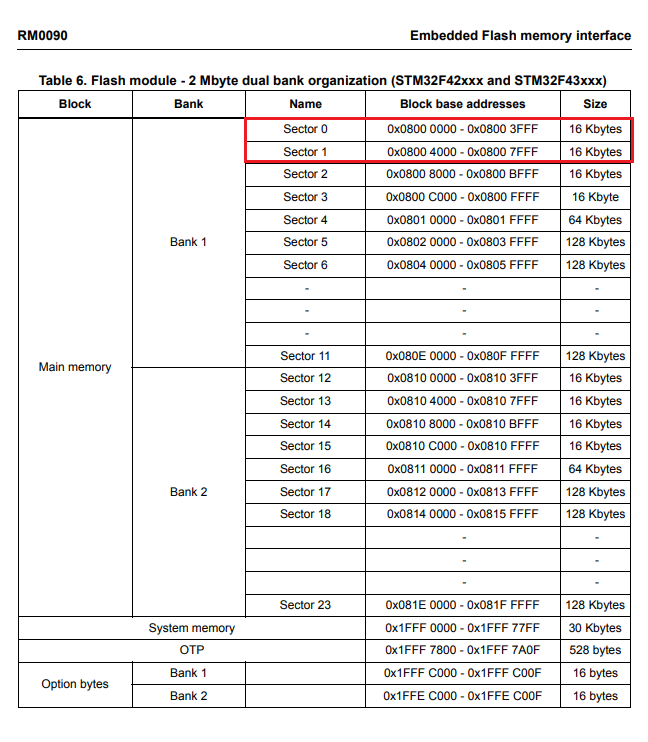 RM0090 Embedded Flash memory interface
Table 6. Flash module - 2 Mbyte dual bank organization (STM32F42xxx and STM32F43xxx)
Block Bank Name Block base addresses Size
Sector 0 0x0800 0000 - 0x0800 3FFF 16 Kbytes
Sector 1 0x0800 4000 - 0x0800 7FFF 16 Kbytes
Sector 2 0x0800 8000 - 0x0800 BFFF 16 Kbytes
Sector 3 0x0800 C000 - 0x0800 FFFF 16 Kbyte
Sector 4 0x0801 0000 - 0x0801 FFFF 64 Kbytes
Bank 1 Sector 5 0x0802 0000 - 0x0803 FFFF 128 Kbytes
Sector 6 0x0804 0000 - 0x0805 FFFF 128 Kbytes
- - -
- - -
- - -
Sector 11 0x080E 0000 - 0x080F FFFF 128 Kbytes
Main memory
Sector 12 0x0810 0000 - 0x0810 3FFF 16 Kbytes
Sector 13 0x0810 4000 - 0x0810 7FFF 16 Kbytes
Sector 14 0x0810 8000 - 0x0810 BFFF 16 Kbytes
Sector 15 0x0810 C000 - 0x0810 FFFF 16 Kbytes
Sector 16 0x0811 0000 - 0x0811 FFFF 64 Kbytes
Bank 2 Sector 17 0x0812 0000 - 0x0813 FFFF 128 Kbytes
Sector 18 0x0814 0000 - 0x0815 FFFF 128 Kbytes
- -
- -
- -
Sector 23 0x081E 0000 - 0x081F FFFF 128 Kbytes
System memory 0x1FFF 0000 - 0x1FFF 77FF 30 Kbytes
OTP 0x1FFF 7800 - 0x1FFF 7A0F 528 bytes
Option bytes
Bank 1 0x1FFF C000 - 0x1FFF C00F 16 bytes
Bank 2 0x1FFE C000 - 0x1FFE C00F 16 bytes